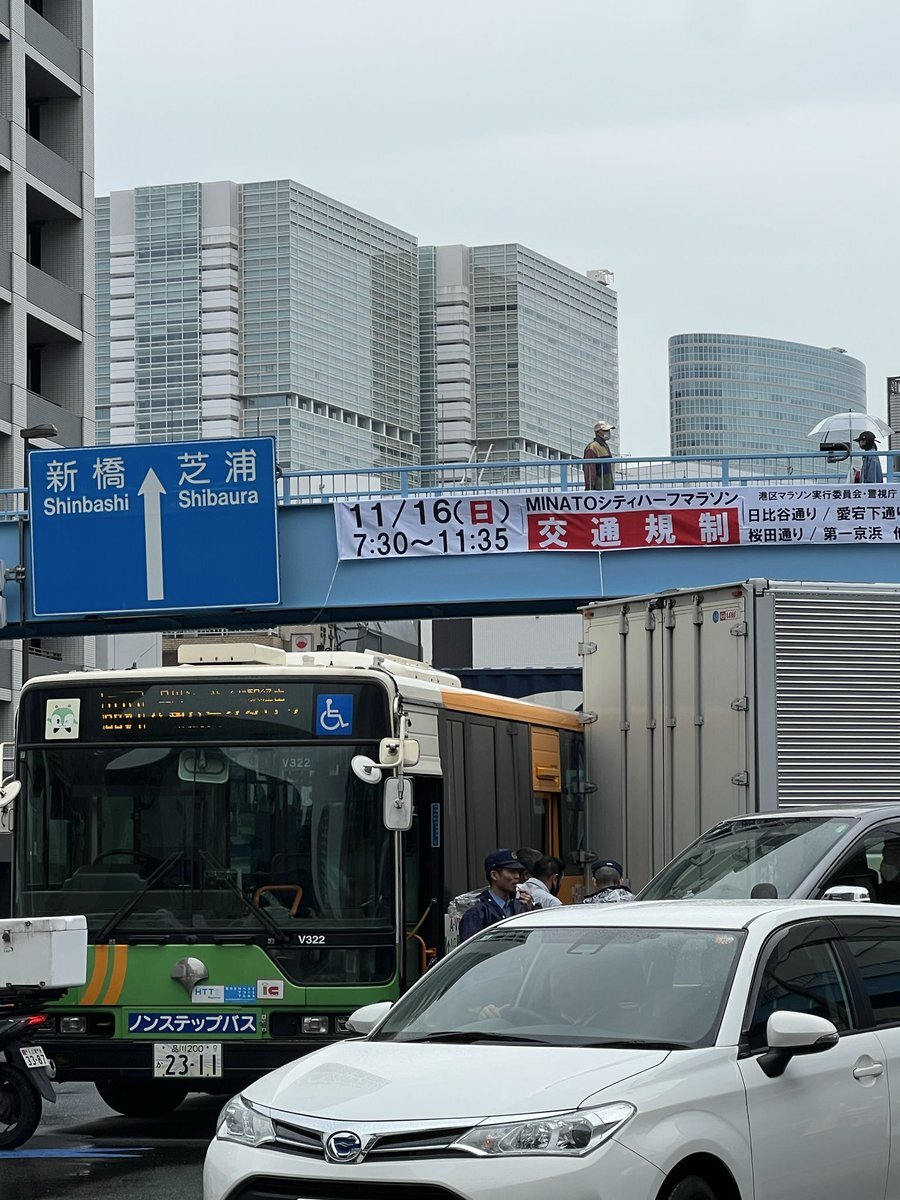 新橋
Shinbashi
芝浦
Shibaura
11/16(日)
7:30～11:35
MINATOシティハーフマラソン
交通規制
港区マラソン実行委員会・警視庁
日比谷通り / 愛宕下通り
桜田通り / 第一京浜 他
V322
V322
ノンステップバス
品川200
23-11
33-87